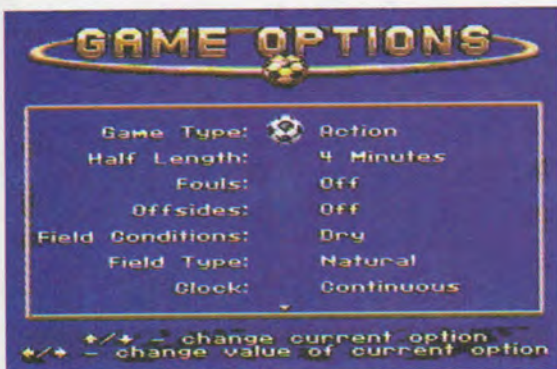 GAME OPTIONS
Game Type: Action
Half Length: 4 Minutes
Fouls: Off
Offsides: Off
Field Conditions: Dry
Field Type: Natural
Clock: Continuous
↑/↓ - change current option
←/→ - change value of current option